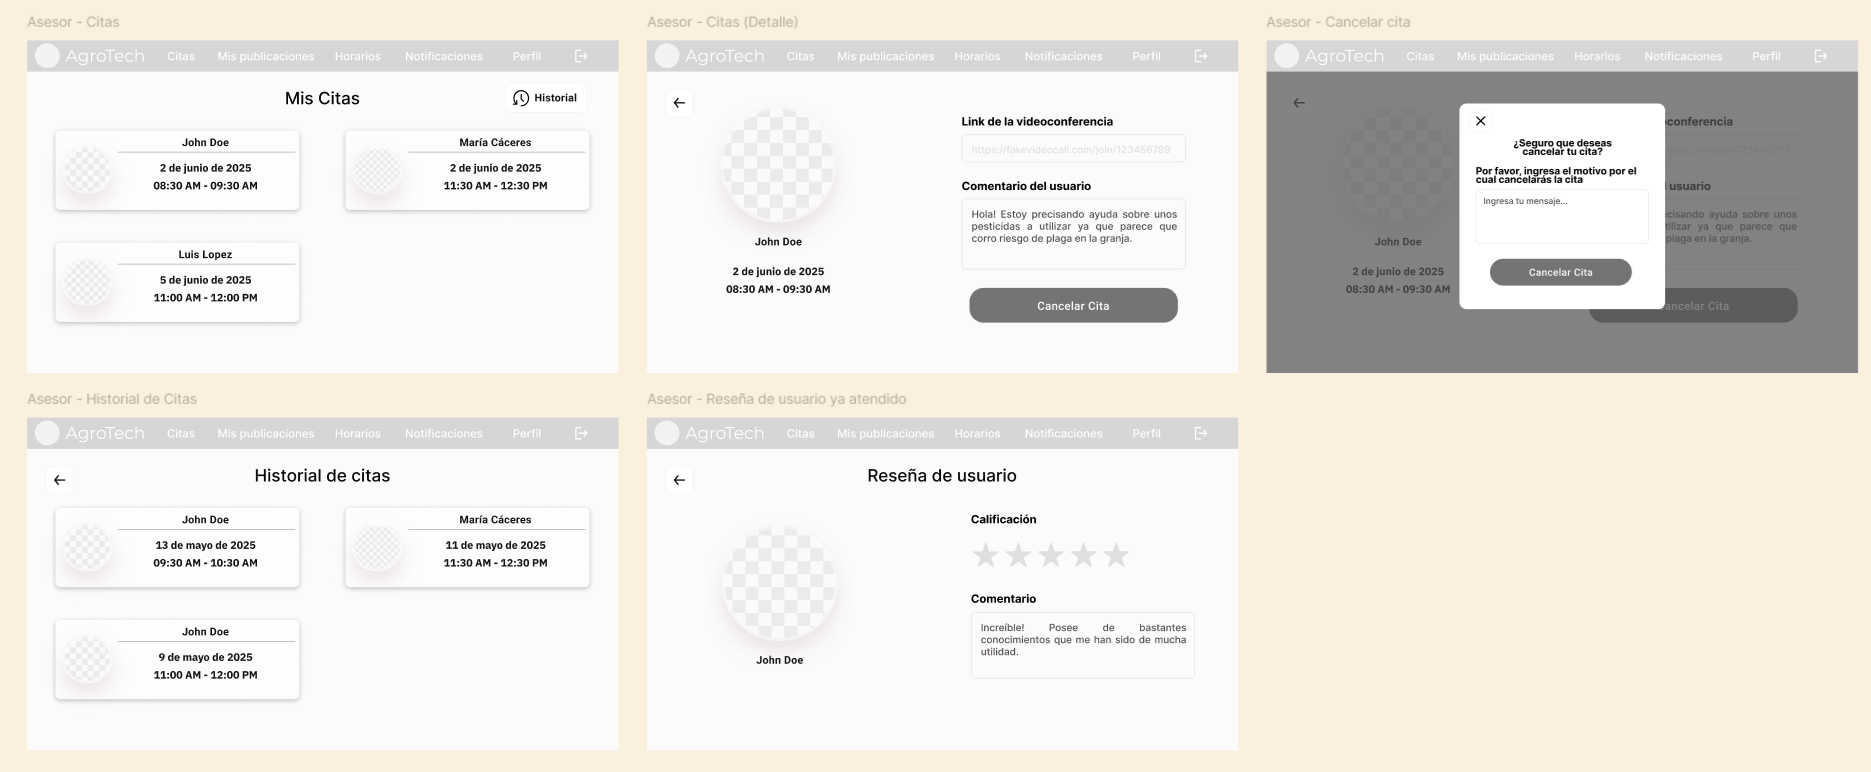 Asesor - Citas
AgroTech Citas Mis publicaciones Horarios Notificaciones Perfil
Mis Citas
Historial
John Doe
2 de junio de 2025
08:30 AM - 09:30 AM
María Cáceres
2 de junio de 2025
11:30 AM - 12:30 PM
Luis Lopez
5 de junio de 2025
11:00 AM - 12:00 PM
Asesor - Citas (Detalle)
AgroTech Citas Mis publicaciones Horarios Notificaciones Perfil
John Doe
2 de junio de 2025
08:30 AM - 09:30 AM
Link de la videoconferencia
https://fakevideocall.com/join/123456789
Comentario del usuario
Hola! Estoy precisando ayuda sobre unos
pesticidas a utilizar ya que parece que
corro riesgo de plaga en la granja.
Cancelar Cita
Asesor - Cancelar cita
AgroTech Citas Mis publicaciones Horarios Notificaciones Perfil
John Doe
2 de junio de 2025
08:30 AM - 09:30 AM
¿Seguro que deseas
cancelar tu cita?
Por favor, ingresa el motivo por el
cual cancelarás la cita
Ingresa tu mensaje...
Cancelar Cita
oconferencia
usuario
cisando ayuda sobre unos
ar ya que parece que
plaga en la granja.
ancelar Cita
Asesor - Historial de Citas
AgroTech Citas Mis publicaciones Horarios Notificaciones Perfil
Historial de citas
John Doe
13 de mayo de 2025
09:30 AM - 10:30 AM
María Cáceres
11 de mayo de 2025
11:30 AM - 12:30 PM
John Doe
9 de mayo de 2025
11:00 AM - 12:00 PM
Asesor - Reseña de usuario ya atendido
AgroTech Citas Mis publicaciones Horarios Notificaciones Perfil
Reseña de usuario
John Doe
Calificación
Comentario
Increíble! Posee de bastantes
conocimientos que me han sido de mucha
utilidad.